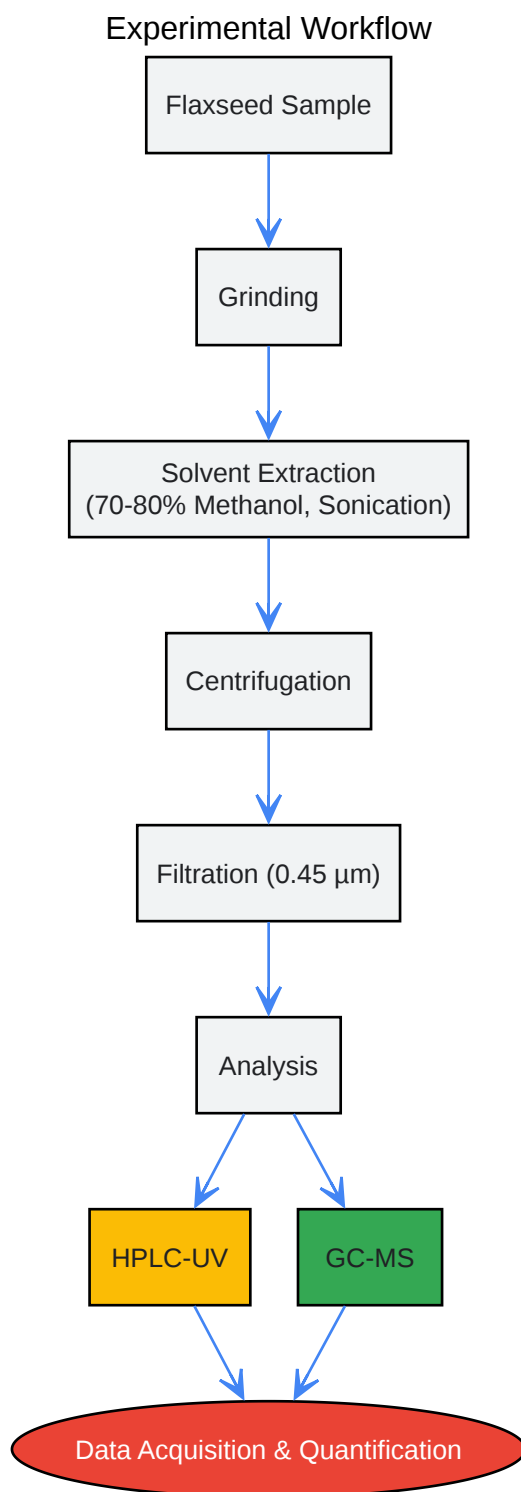 Experimental Workflow
Flaxseed Sample
Grinding
Solvent Extraction
(70-80% Methanol, Sonication)
Centrifugation
Filtration (0.45 µm)
Analysis
HPLC-UV
GC-MS
Data Acquisition & Quantification